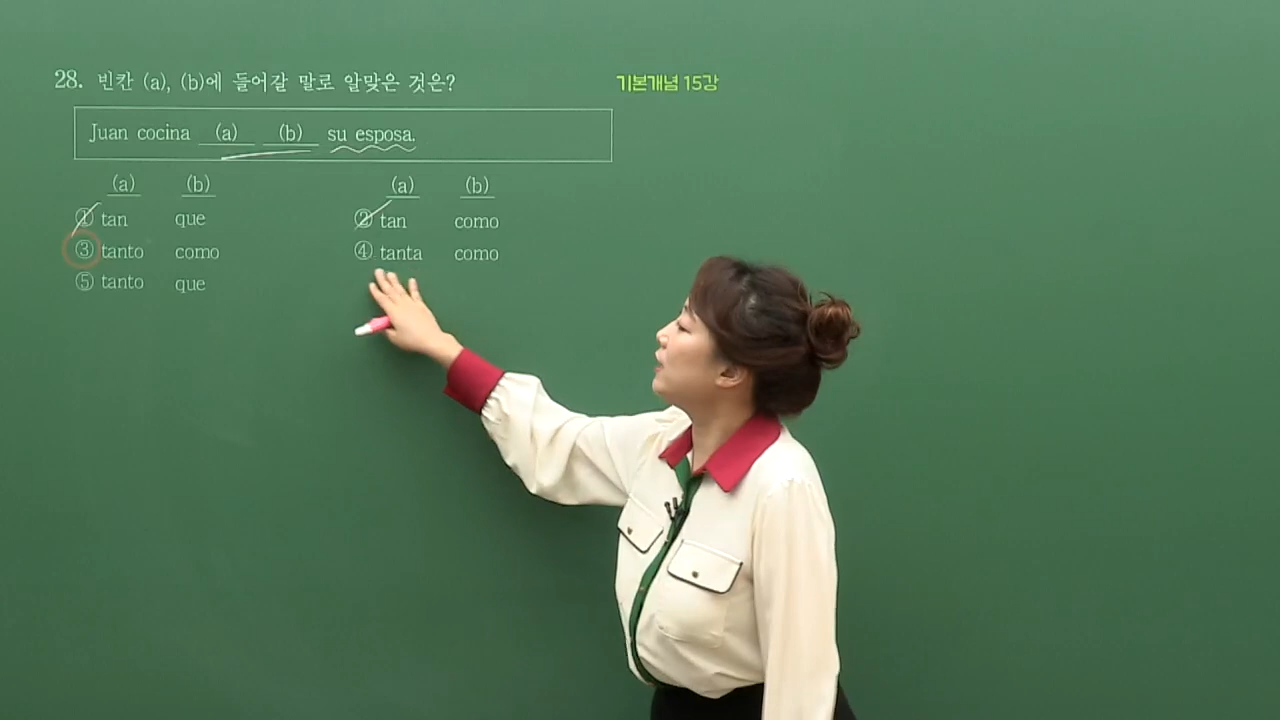 28. 빈칸 (a), (b)에 들어갈 말로 알맞은 것은?
기본개념 15강
Juan cocina (a) (b) su esposa.
(a) (b) (a) (b)
① tan que ② tan como
③ tanto como ④ tanta como
⑤ tanto que